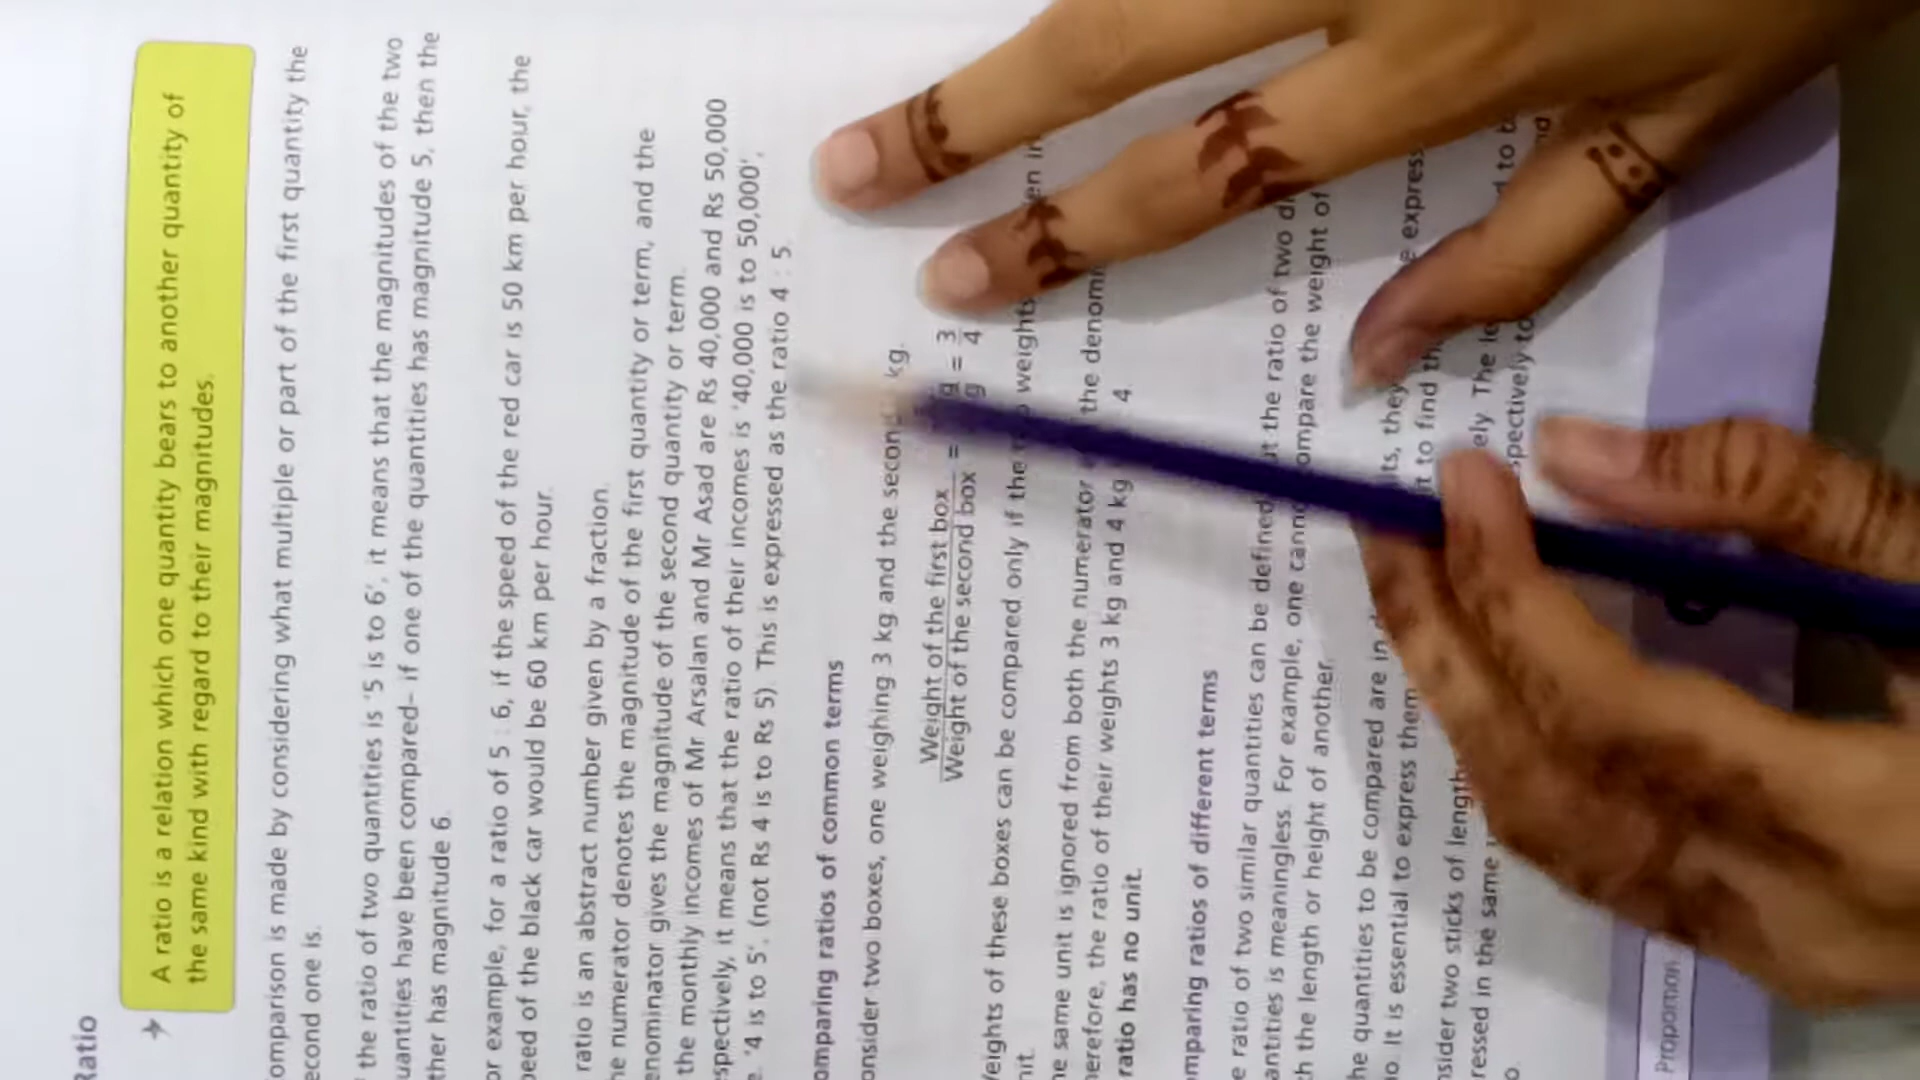 Ratio
A ratio is a relation which one quantity bears to another quantity of
the same kind with regard to their magnitudes.
omparison is made by considering what multiple or part of the first quantity the
econd one is.
the ratio of two quantities is '5 is to 6', it means that the magnitudes of the two
uantities have been compared– if one of the quantities has magnitude 5, then the
ther has magnitude 6.
or example, for a ratio of 5 : 6, if the speed of the red car is 50 km per hour, the
peed of the black car would be 60 km per hour.
ratio is an abstract number given by a fraction.
he numerator denotes the magnitude of the first quantity or term, and the
enominator gives the magnitude of the second quantity or term.
the monthly incomes of Mr Arsalan and Mr Asad are Rs 40,000 and Rs 50,000
spectively, it means that the ratio of their incomes is '40,000 is to 50,000',
e. '4 is to 5'. (not Rs 4 is to Rs 5). This is expressed as the ratio 4 : 5.
omparing ratios of common terms
onsider two boxes, one weighing 3 kg and the second kg.
Weight of the first box = g = 3
Weight of the second box g 4
eights of these boxes can be compared only if the weights en in
nit.
he same unit is ignored from both the numerator the denom
herefore, the ratio of their weights 3 kg and 4 kg 4
ratio has no unit.
mparing ratios of different terms
e ratio of two similar quantities can be defined ut the ratio of two di
antities is meaningless. For example, one cann ompare the weight of
h the length or height of another.
he quantities to be compared are in its, they e express
io. It is essential to express them it to find th
nsider two sticks of length ely. The le d to b
ressed in the same spectively to nd
o.
Proportion